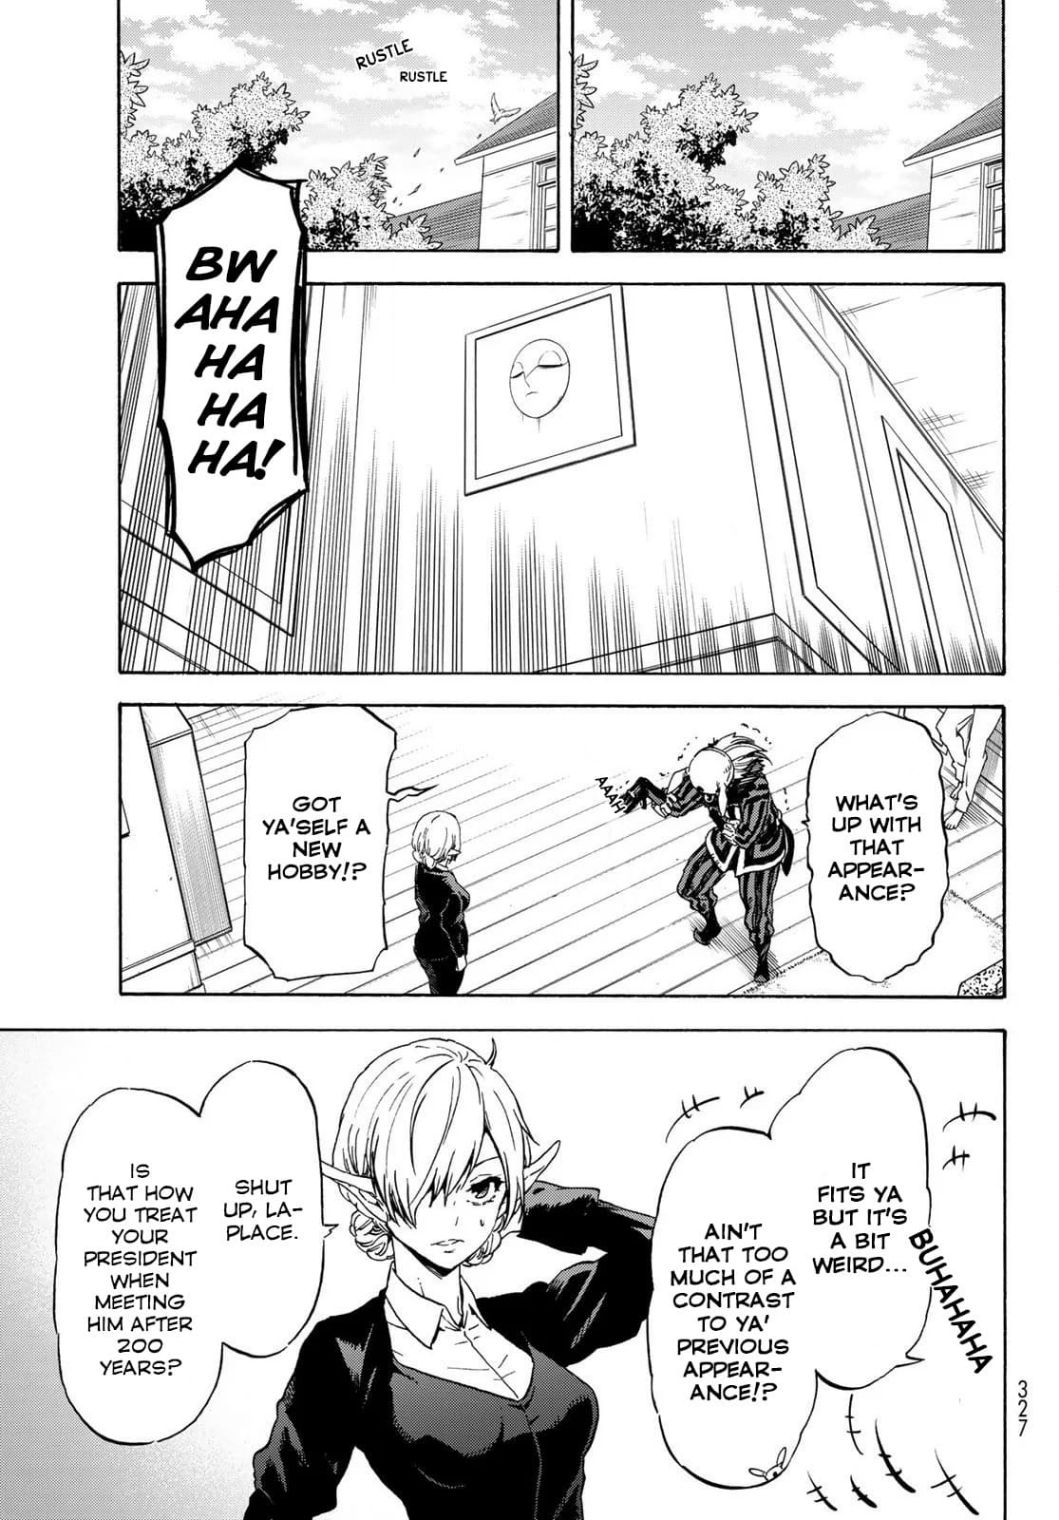 RUSTLE
RUSTLE
BW
AHA
HA
HA
HA!
WHAT'S
UP WITH
THAT
APPEAR-
ANCE?
AAAH
GOT
YA'SELF A
NEW
HOBBY!?
IT
FITS YA
BUT IT'S
A BIT
WEIRD...
BUHAHAHA
AIN'T
THAT TOO
MUCH OF A
CONTRAST
TO YA'
PREVIOUS
APPEAR-
ANCE!?
SHUT
UP, LA-
PLACE.
IS
THAT HOW
YOU TREAT
YOUR
PRESIDENT
WHEN
MEETING
HIM AFTER
200
YEARS?
327